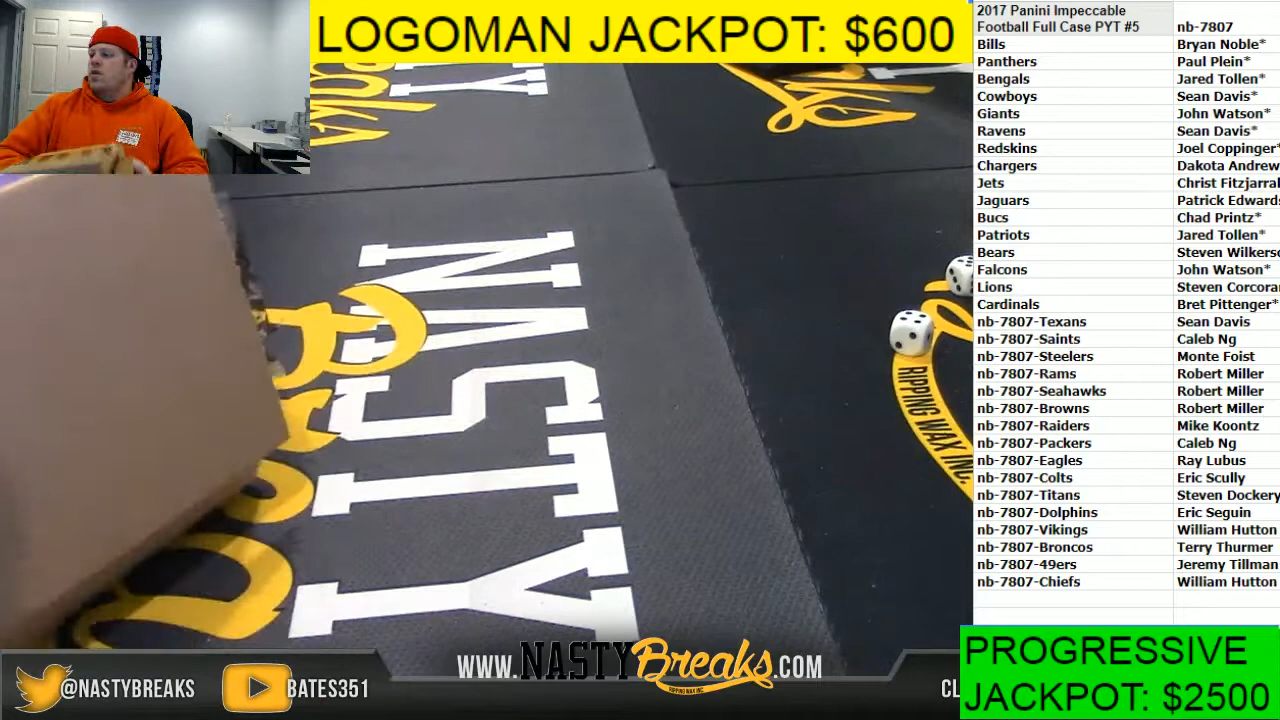 LOGOMAN JACKPOT: $600
2017 Panini Impeccable
Football Full Case PYT #5 nb-7807
Bills Bryan Noble*
Panthers Paul Plein*
Bengals Jared Tollen*
Cowboys Sean Davis*
Giants John Watson*
Ravens Sean Davis*
Redskins Joel Coppinger*
Chargers Dakota Andrew
Jets Christ Fitzjarral
Jaguars Patrick Edwards
Bucs Chad Printz*
Patriots Jared Tollen*
Bears Steven Wilkerso
Falcons John Watson*
Lions Steven Corcora
Cardinals Bret Pittenger*
nb-7807-Texans Sean Davis
nb-7807-Saints Caleb Ng
nb-7807-Steelers Monte Foist
nb-7807-Rams Robert Miller
nb-7807-Seahawks Robert Miller
nb-7807-Browns Robert Miller
nb-7807-Raiders Mike Koontz
nb-7807-Packers Caleb Ng
nb-7807-Eagles Ray Lubus
nb-7807-Colts Eric Scully
nb-7807-Titans Steven Dockery
nb-7807-Dolphins Eric Seguin
nb-7807-Vikings William Hutton
nb-7807-Broncos Terry Thurmer
nb-7807-49ers Jeremy Tillman
nb-7807-Chiefs William Hutton
NASTY
RIPPING WAX INC.
PROGRESSIVE
JACKPOT: $2500
@NASTYBREAKS
BATES351
WWW.NASTYBreaks.COM
RIPPING WAX INC.
CL